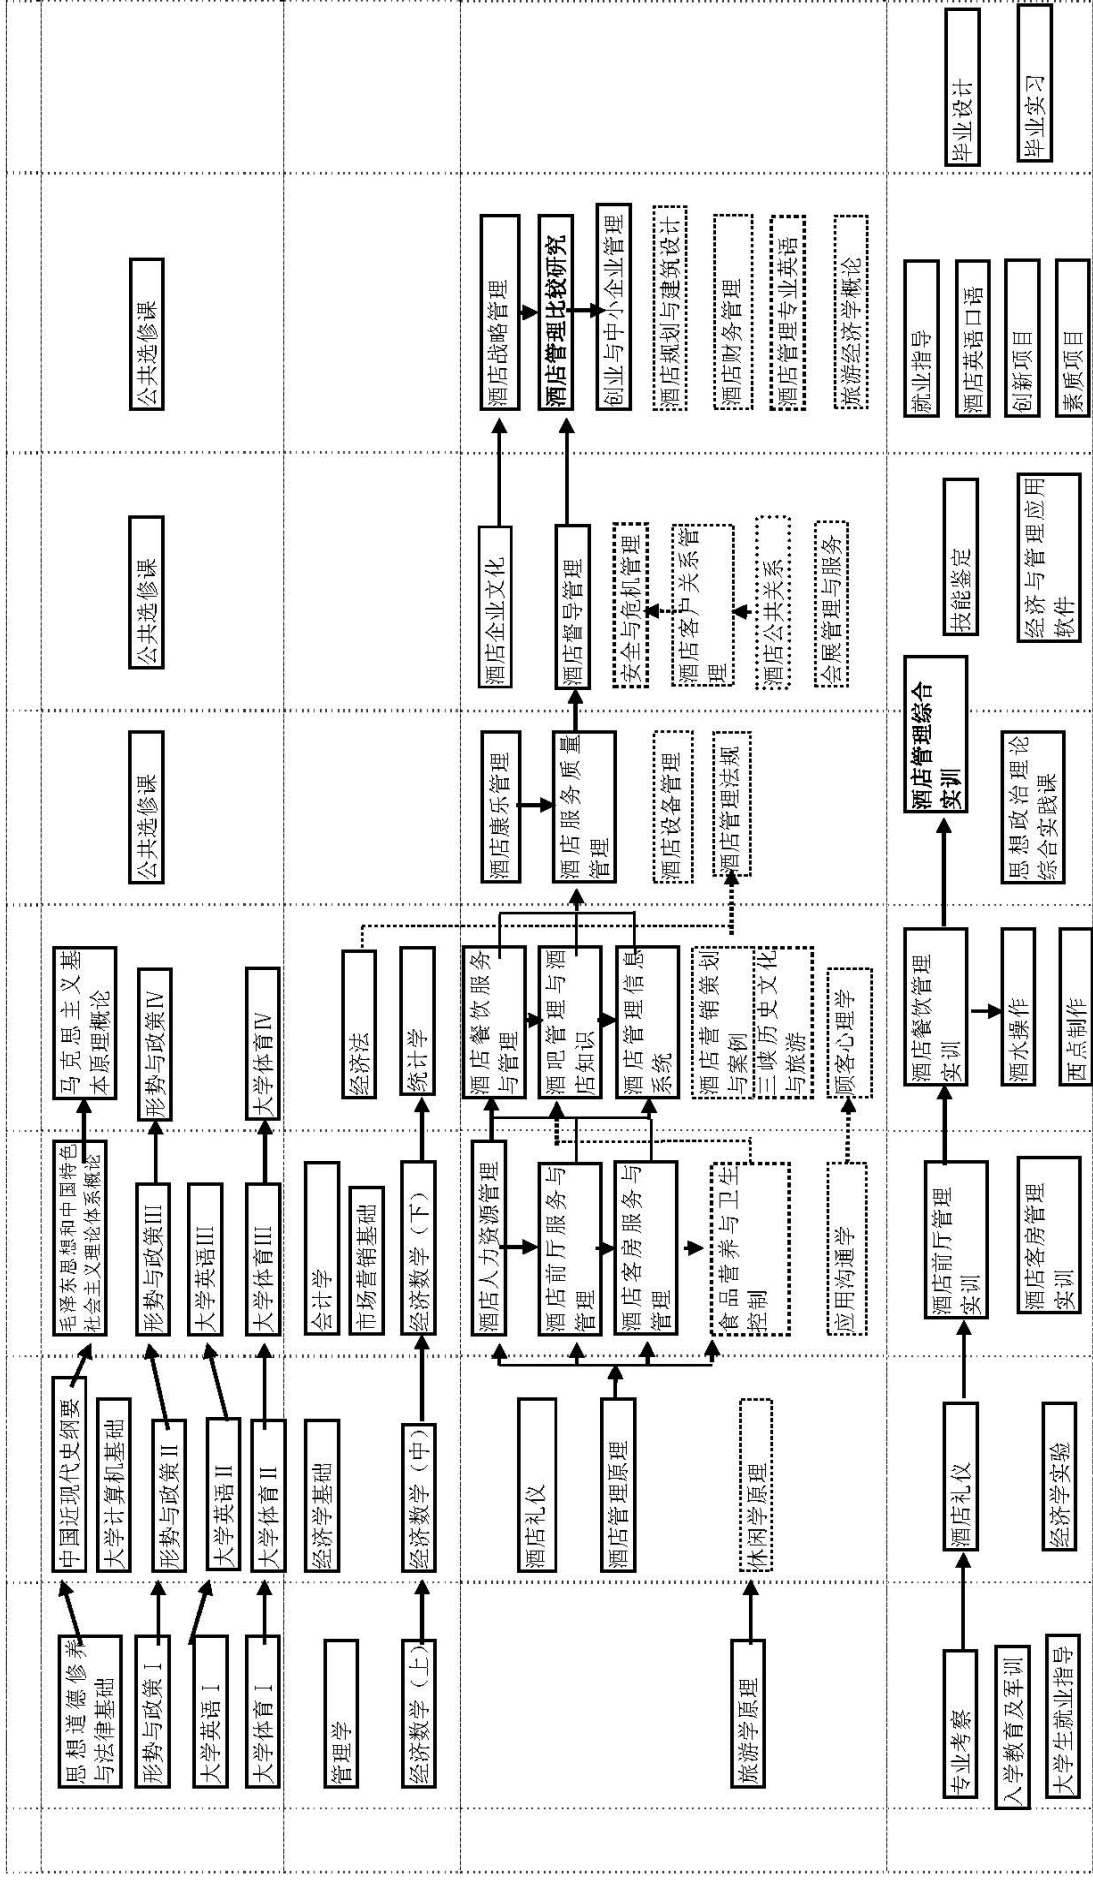 思想道德修养
与法律基础
形势与政策Ⅰ
大学英语Ⅰ
大学体育Ⅰ
管理学
经济数学（上）
旅游学原理
专业考察
入学教育及军训
大学生就业指导
中国近现代史纲要
大学计算机基础
形势与政策Ⅱ
大学英语Ⅱ
大学体育Ⅱ
经济学基础
经济数学（中）
酒店礼仪
酒店管理原理
休闲学原理
酒店礼仪
经济学实验
毛泽东思想和中国特色
社会主义理论体系概论
形势与政策Ⅲ
大学英语Ⅲ
大学体育Ⅲ
会计学
市场营销基础
经济数学（下）
酒店人力资源管理
酒店前厅服务与
管理
酒店客房服务与
管理
食品营养与卫生
控制
应用沟通学
酒店前厅管理
实训
酒店客房管理
实训
马克思主义基
本原理概论
形势与政策Ⅳ
大学体育Ⅳ
经济法
统计学
酒店餐饮服务
与管理
酒吧管理与酒
店知识
酒店管理信息
系统
酒店营销策划
与案例
三峡历史文化
与旅游
顾客心理学
酒店餐饮管理
实训
酒水操作
西点制作
公共选修课
酒店康乐管理
酒店服务质量
管理
酒店设备管理
酒店管理法规
酒店管理综合
实训
思想政治理论
综合实践课
公共选修课
酒店企业文化
酒店督导管理
安全与危机管理
酒店客户关系管
理
酒店公共关系
会展管理与服务
技能鉴定
经济与管理应用
软件
公共选修课
酒店战略管理
酒店管理比较研究
创业与中小企业管理
酒店规划与建筑设计
酒店财务管理
酒店管理专业英语
旅游经济学概论
就业指导
酒店英语口语
创新项目
素质项目
毕业设计
毕业实习